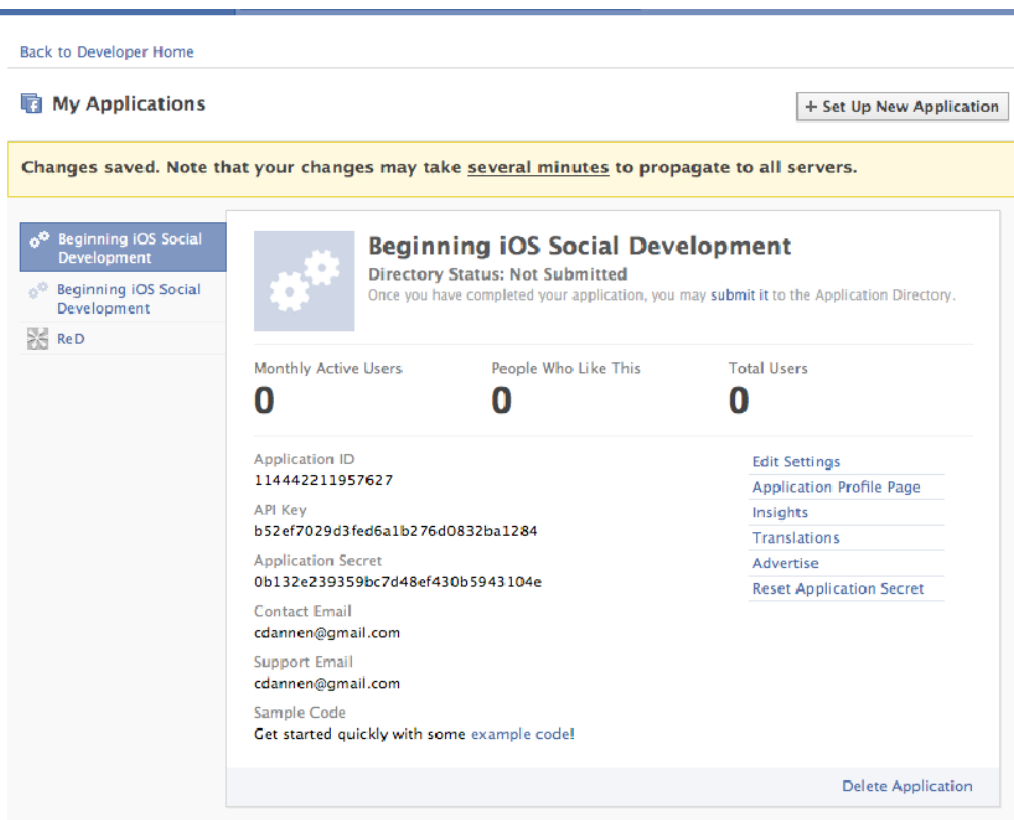 Back to Developer Home
My Applications
+ Set Up New Application
Changes saved. Note that your changes may take several minutes to propagate to all servers.
Beginning iOS Social
Development
Beginning iOS Social
Development
ReD
Beginning iOS Social Development
Directory Status: Not Submitted
Once you have completed your application, you may submit it to the Application Directory.
Monthly Active Users
People Who Like This
Total Users
0
0
0
Application ID
114442211957627
API Key
b52ef7029d3fed6a1b276d0832ba1284
Application Secret
0b132e239359bc7d48ef430b5943104e
Contact Email
cdannen@gmail.com
Support Email
cdannen@gmail.com
Sample Code
Get started quickly with some example code!
Edit Settings
Application Profile Page
Insights
Translations
Advertise
Reset Application Secret
Delete Application